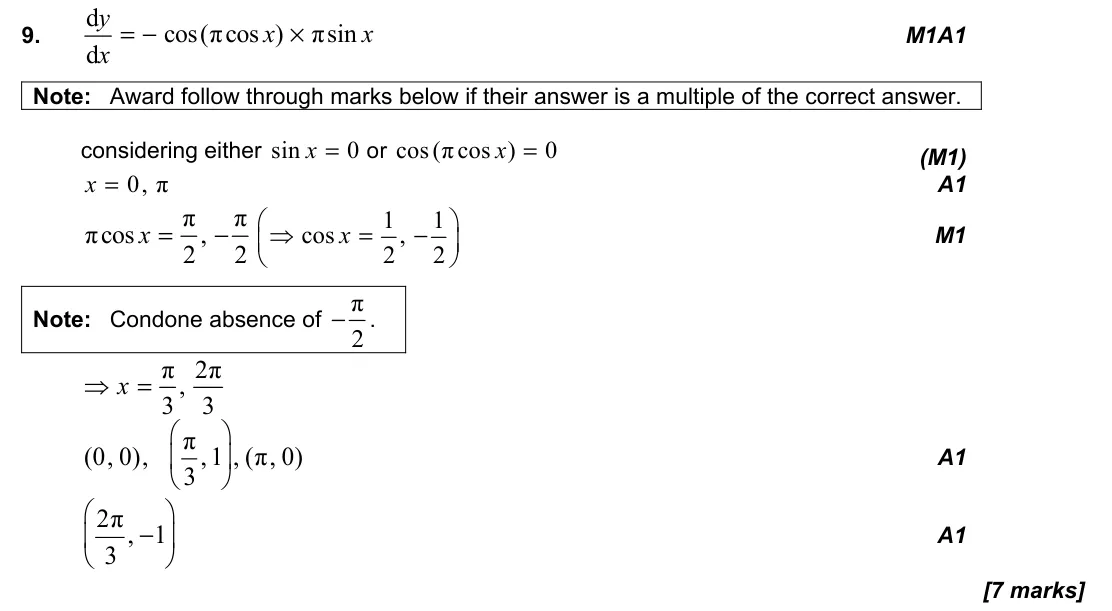 9. dy/dx = − cos(π cos x) × π sin x M1A1
Note: Award follow through marks below if their answer is a multiple of the correct answer.
considering either sin x = 0 or cos(π cos x) = 0 (M1)
x = 0, π A1
π cos x = π/2, −π/2 (⇒ cos x = 1/2, −1/2) M1
Note: Condone absence of −π/2.
⇒ x = π/3, 2π/3
(0, 0), (π/3, 1), (π, 0) A1
(2π/3, −1) A1
[7 marks]